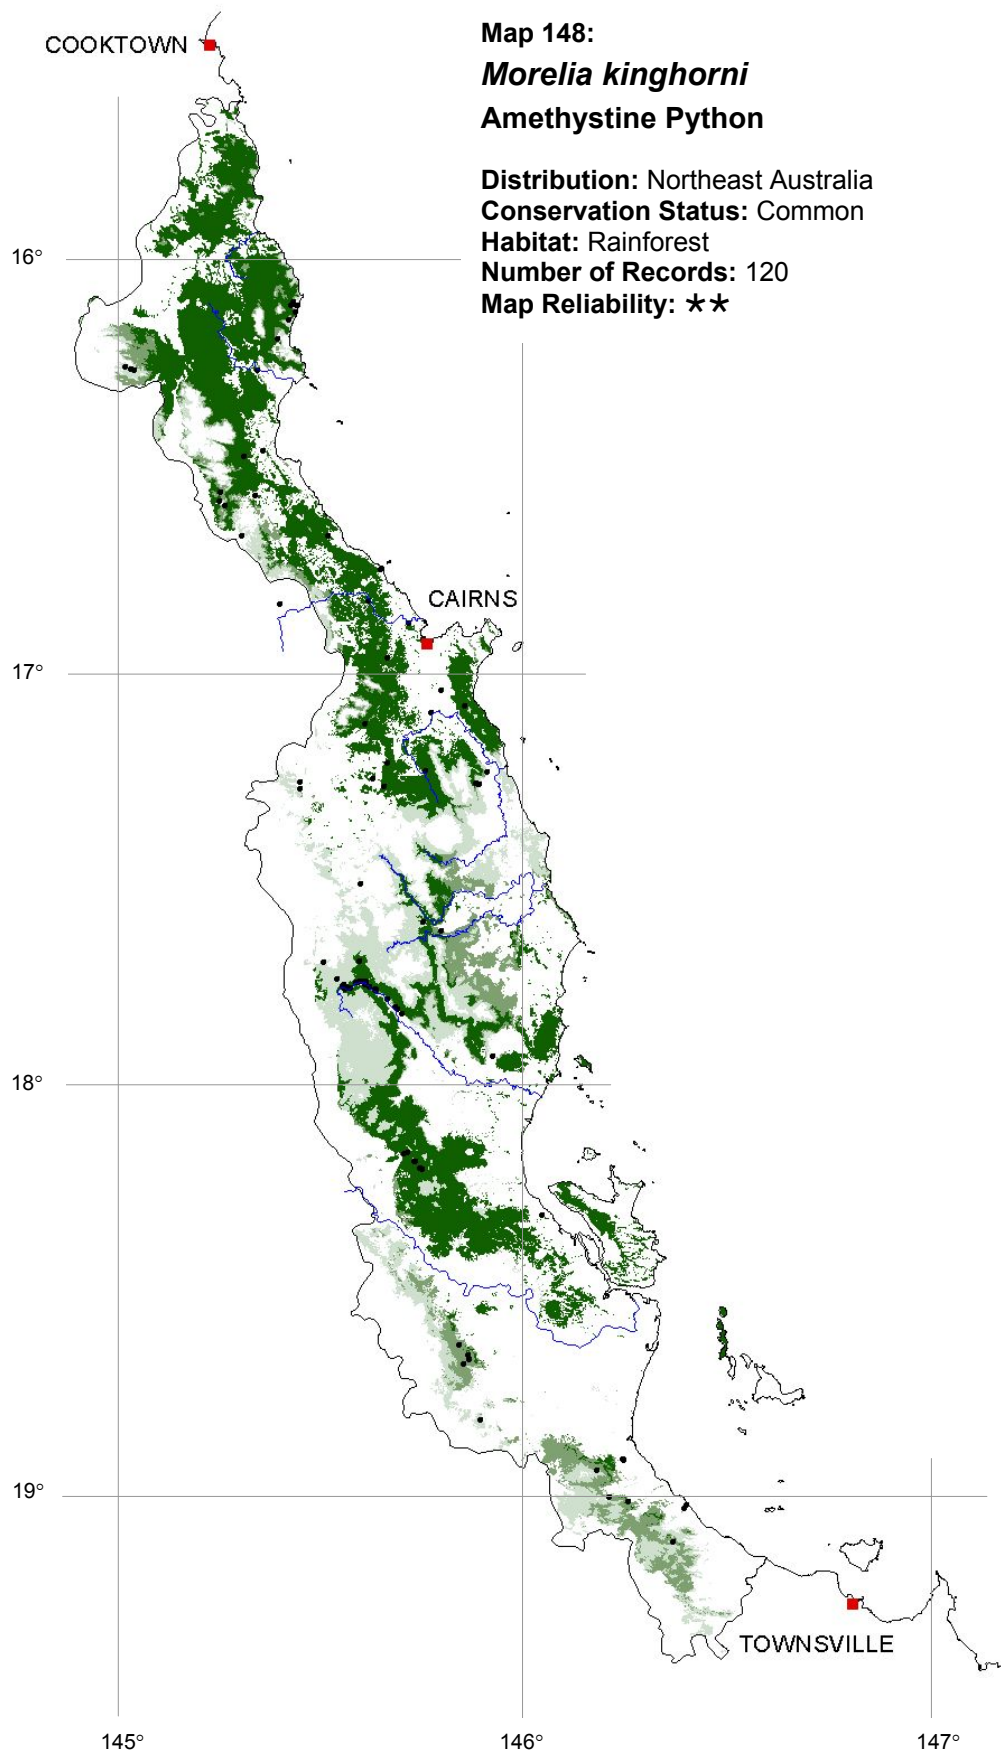 Map 148:
Morelia kinghorni
Amethystine Python
Distribution: Northeast Australia
Conservation Status: Common
Habitat: Rainforest
Number of Records: 120
Map Reliability: **
COOKTOWN
16°
CAIRNS
17°
18°
19°
TOWNSVILLE
145°
146°
147°